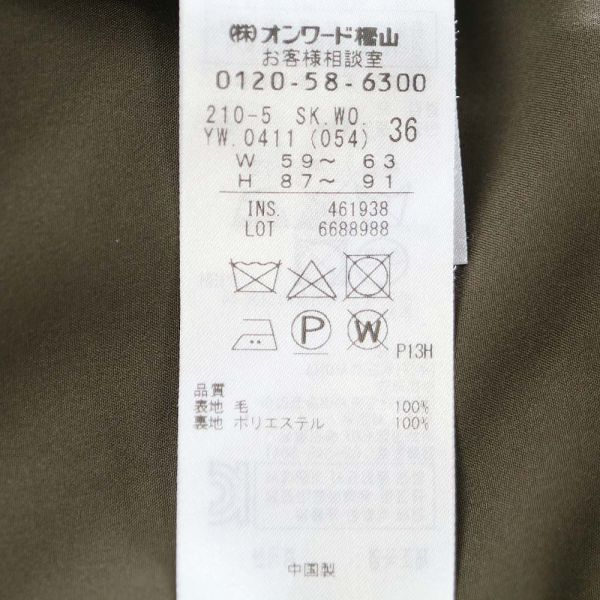 ㈱オンワード樫山
お客様相談室
0120-58-6300
210-5 SK.WO. 36
YW.0411 (054)
W 59～ 63
H 87～ 91
INS. 461938
LOT 6688988
P
W
P13H
品質
表地 毛 100%
裏地 ポリエステル 100%
中国製